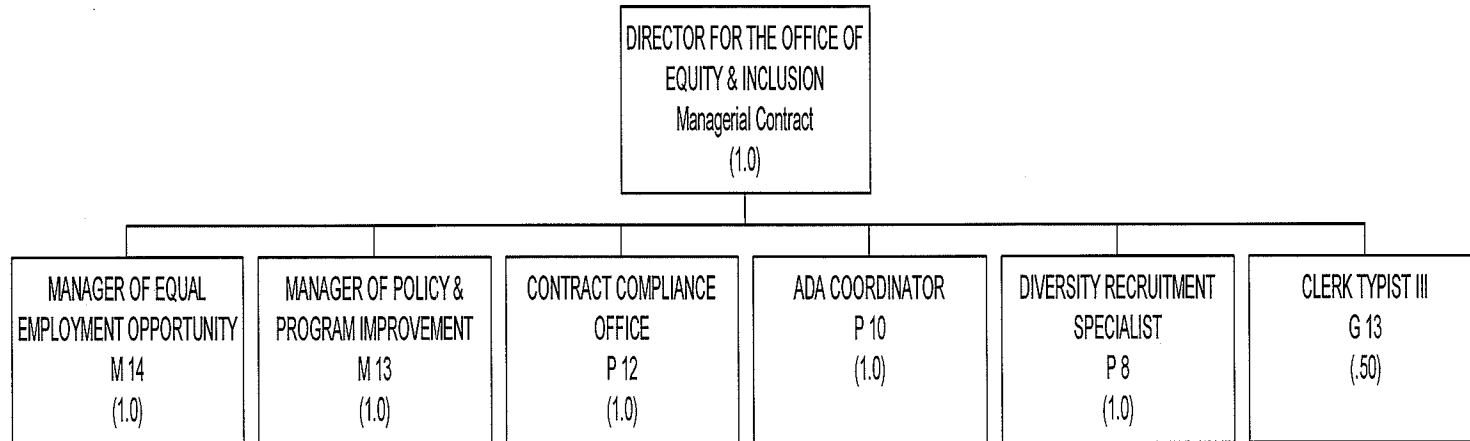 DIRECTOR FOR THE OFFICE OF
EQUITY & INCLUSION
Managerial Contract
(1.0)
MANAGER OF EQUAL
EMPLOYMENT OPPORTUNITY
M 14
(1.0)
MANAGER OF POLICY &
PROGRAM IMPROVEMENT
M 13
(1.0)
CONTRACT COMPLIANCE
OFFICE
P 12
(1.0)
ADA COORDINATOR
P 10
(1.0)
DIVERSITY RECRUITMENT
SPECIALIST
P 8
(1.0)
CLERK TYPIST III
G 13
(.50)